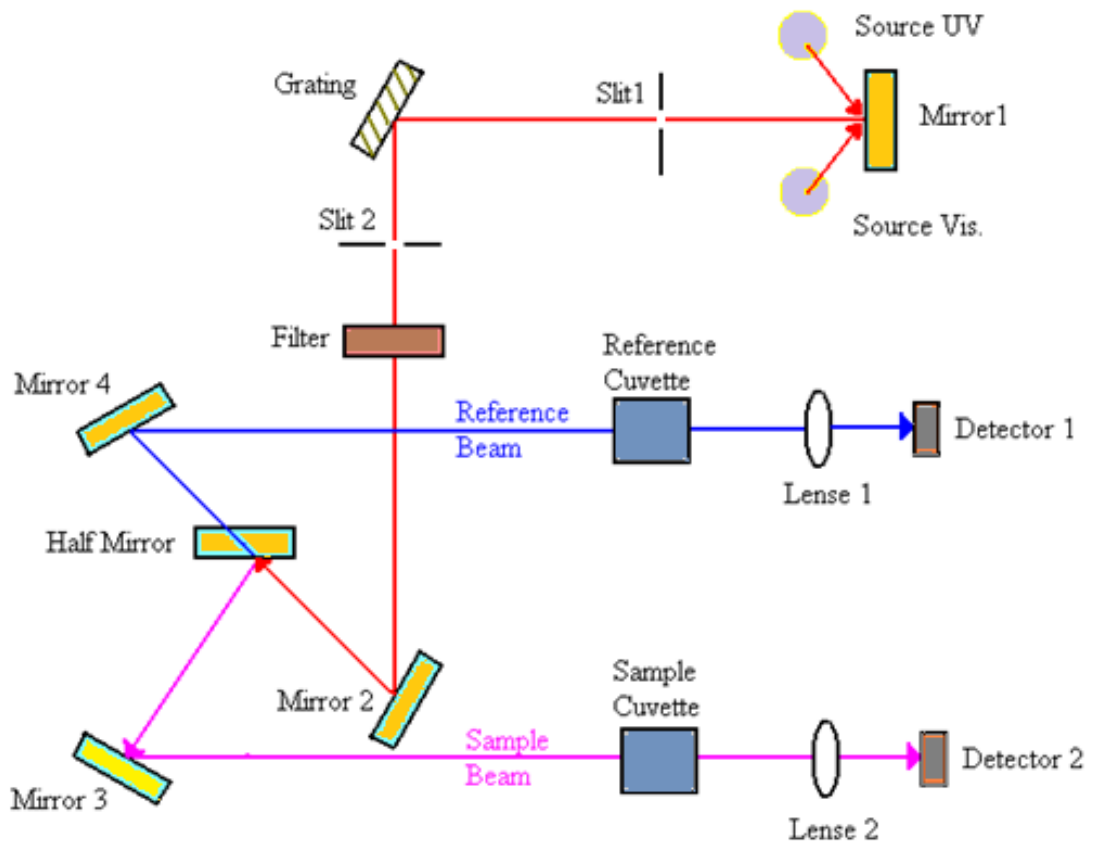 Source UV
Grating
Slit1
Mirror1
Slit 2
Source Vis.
Filter
Reference
Cuvette
Mirror 4
Reference
Beam
Detector 1
Lense 1
Half Mirror
Sample
Cuvette
Mirror 2
Sample
Beam
Detector 2
Mirror 3
Lense 2